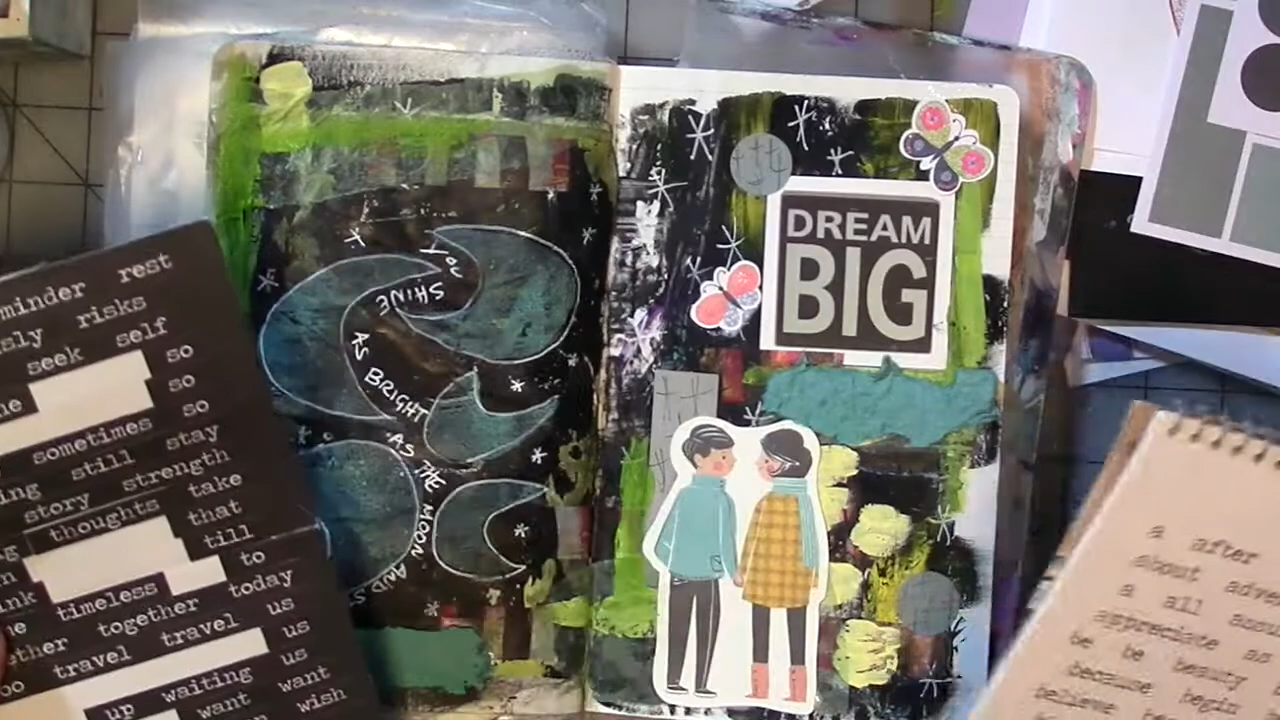 minder rest
risks
seek self
so
so
sometimes so
still stay
story strength
thoughts take
that
till
timeless to
together today
travel travel us
us
waiting us
up want want
wish
YOU
SHINE
AS BRIGHT
AS THE
MOON AND
DREAM
BIG
a after
about
a all
appreciate as
be be beauty
because begin
believe